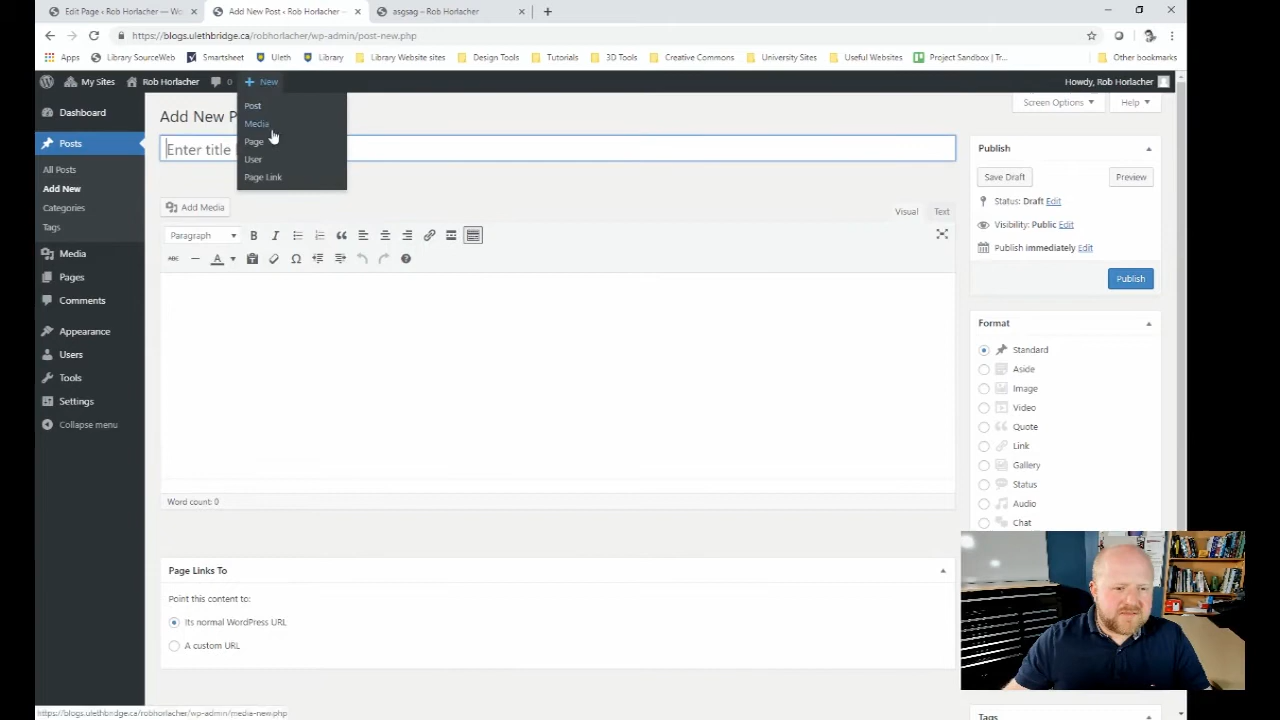 Edit Page ‹ Rob Horlacher — Wo
Add New Post ‹ Rob Horlacher —
asgsag – Rob Horlacher
https://blogs.ulethbridge.ca/robhorlacher/wp-admin/post-new.php
Apps
Library SourceWeb
Smartsheet
Uleth
Library
Library Website sites
Design Tools
Tutorials
3D Tools
Creative Commons
University Sites
Useful Websites
Project Sandbox | Tr...
Other bookmarks
My Sites
Rob Horlacher
0
New
Howdy, Rob Horlacher
Post
Media
Page
User
Page Link
Dashboard
Posts
All Posts
Add New
Categories
Tags
Media
Pages
Comments
Appearance
Users
Tools
Settings
Collapse menu
Add New P
Screen Options
Help
Enter title
Add Media
Visual
Text
Paragraph
B
I
ABC
A
Word count: 0
Page Links To
Point this content to:
Its normal WordPress URL
A custom URL
Publish
Save Draft
Preview
Status: Draft Edit
Visibility: Public Edit
Publish immediately Edit
Publish
Format
Standard
Aside
Image
Video
Quote
Link
Gallery
Status
Audio
Chat
Tags
https://blogs.ulethbridge.ca/robhorlacher/wp-admin/media-new.php